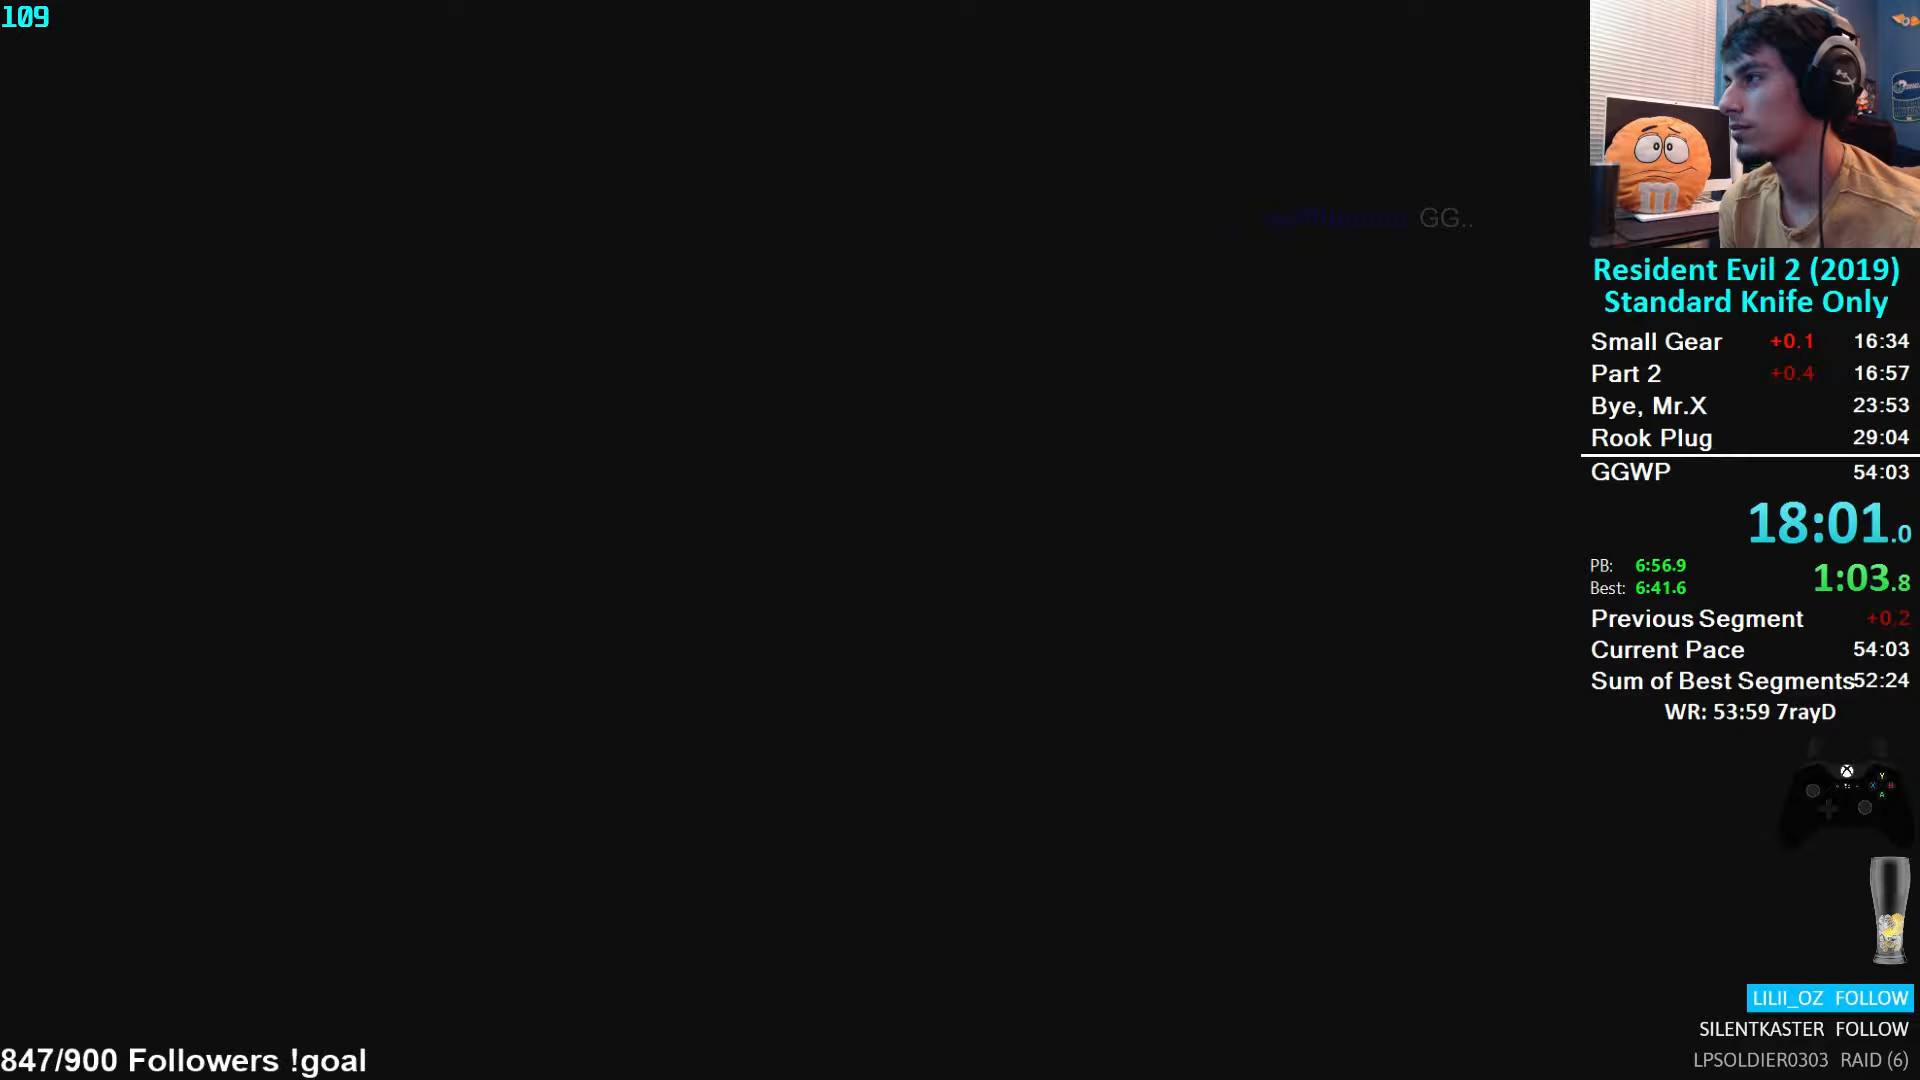 109
GG..
Resident Evil 2 (2019)
Standard Knife Only
Small Gear +0.1 16:34
Part 2 +0.4 16:57
Bye, Mr.X 23:53
Rook Plug 29:04
GGWP 54:03
18:01.0
PB: 6:56.9
Best: 6:41.6
1:03.8
Previous Segment +0.2
Current Pace 54:03
Sum of Best Segments 52:24
WR: 53:59 7rayD
LILII_OZ FOLLOW
SILENTKASTER FOLLOW
LPSOLDIER0303 RAID (6)
847/900 Followers !goal